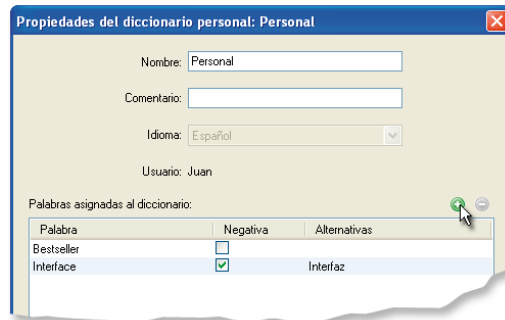 Propiedades del diccionario personal: Personal
Nombre: Personal
Comentario:
Idioma: Español
Usuario: Juan
Palabras asignadas al diccionario:
Palabra Negativa Alternativas
Bestseller
Interface Interfaz